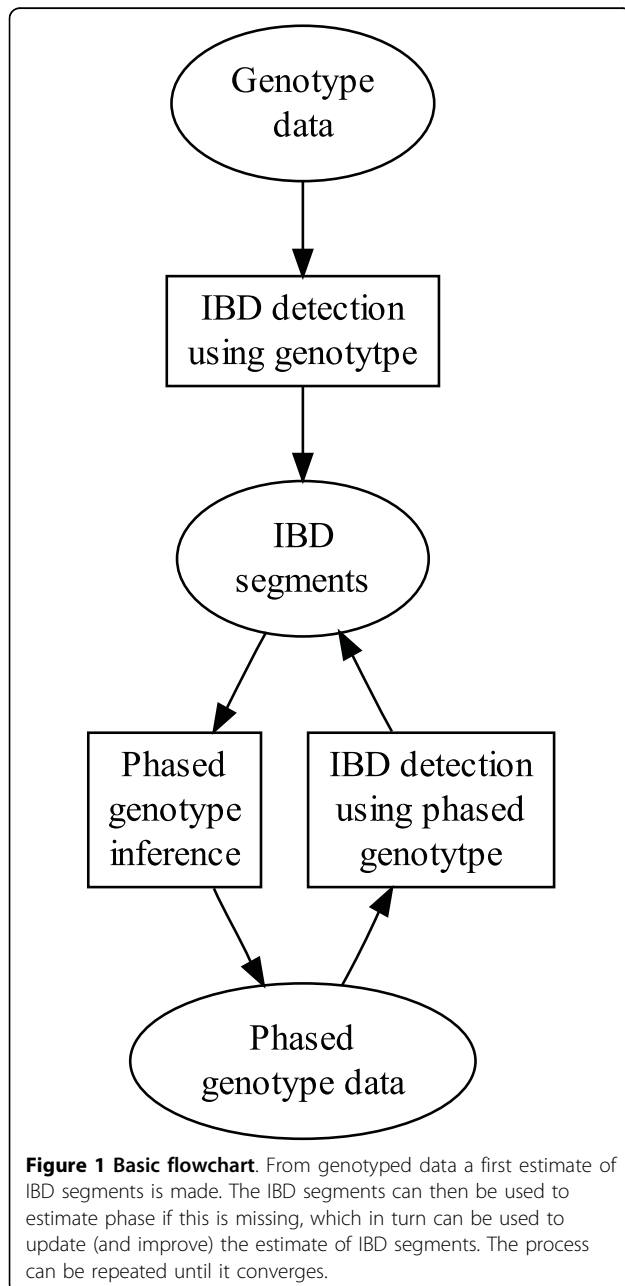 Genotype
data
IBD detection
using genotytpe
IBD
segments
Phased
genotype
inference
IBD detection
using phased
genotytpe
Phased
genotype data
Figure 1 Basic flowchart. From genotyped data a first estimate of
IBD segments is made. The IBD segments can then be used to
estimate phase if this is missing, which in turn can be used to
update (and improve) the estimate of IBD segments. The process
can be repeated until it converges.